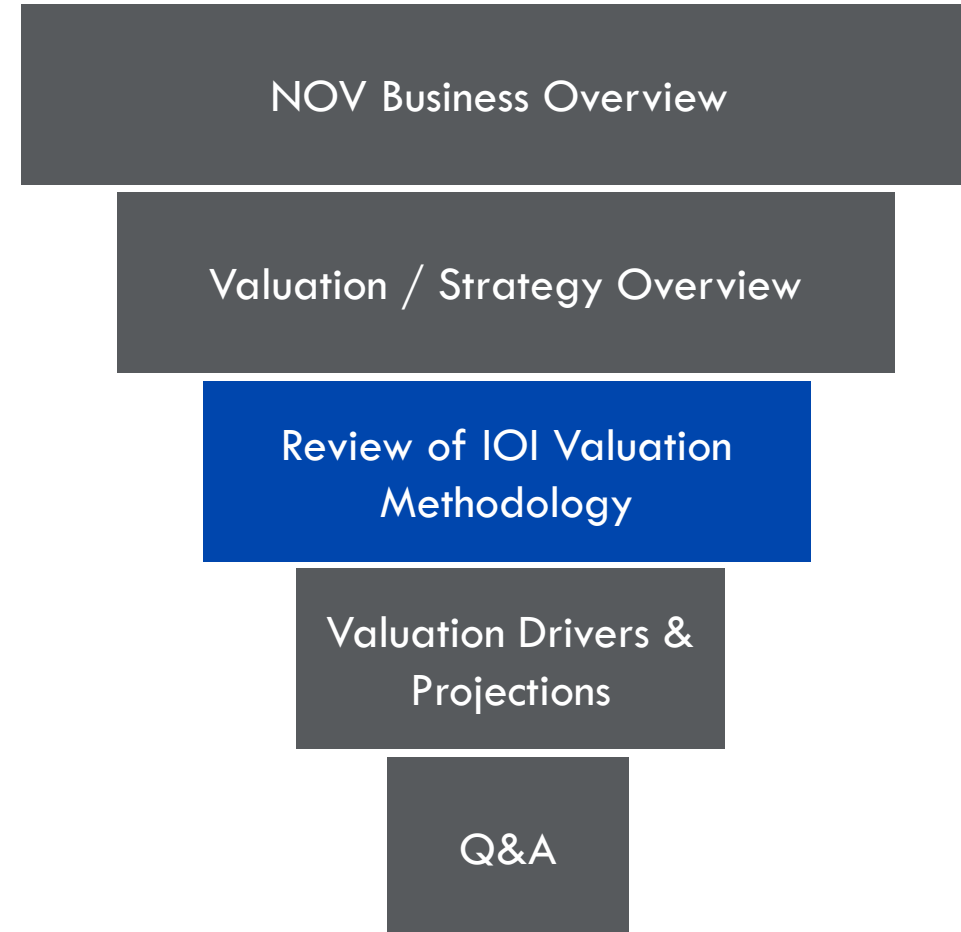 NOV Business Overview
Valuation / Strategy Overview
Review of IOI Valuation
Methodology
Valuation Drivers &
Projections
Q&A